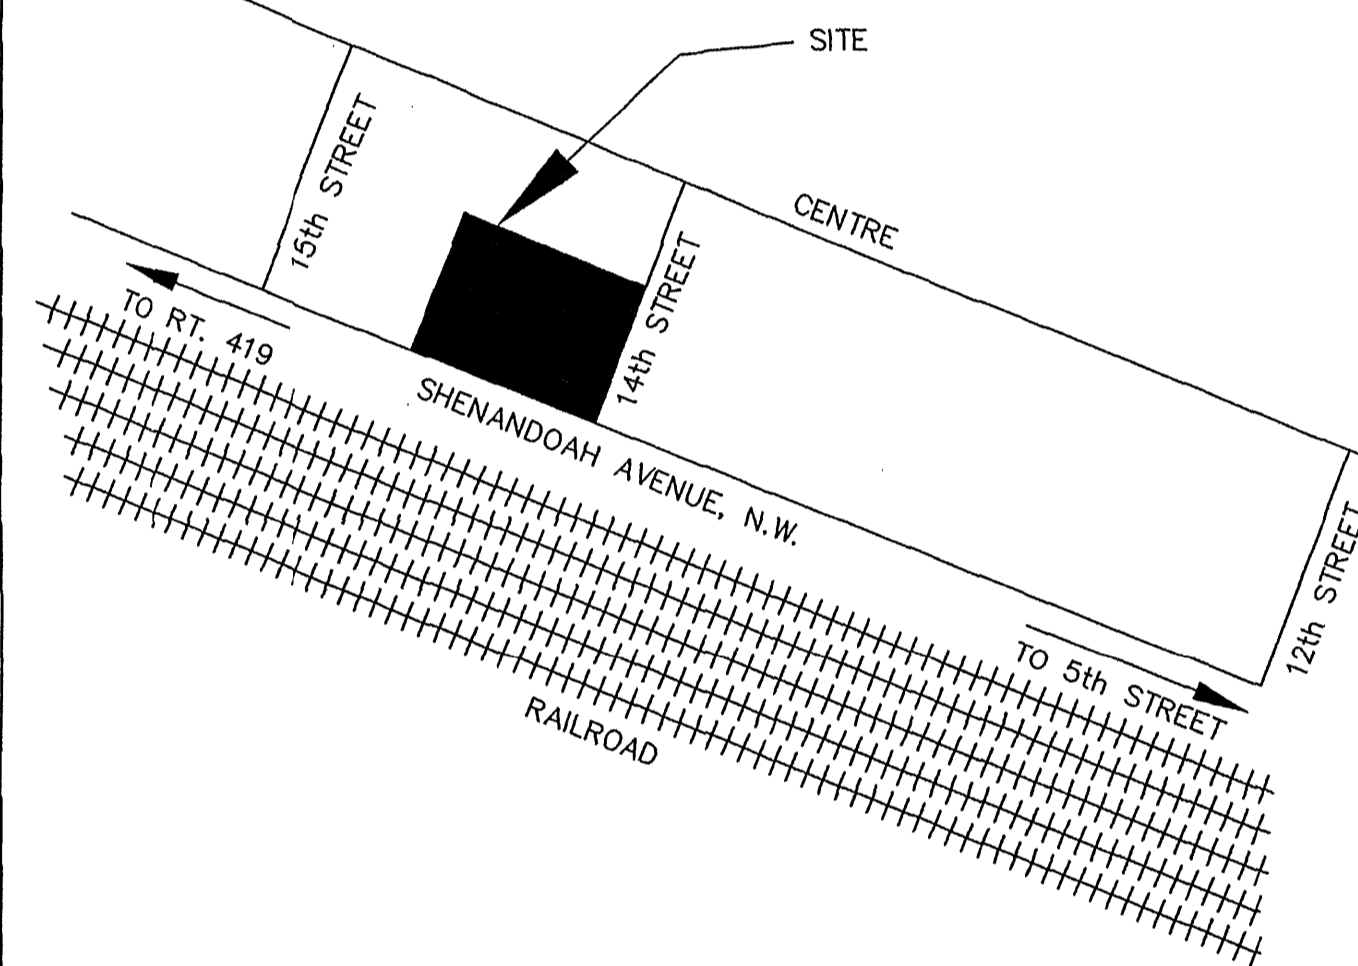 SITE
15th STREET
CENTRE
14th STREET
TO RT. 419
SHENANDOAH AVENUE, N.W.
12th STREET
TO 5th STREET
RAILROAD